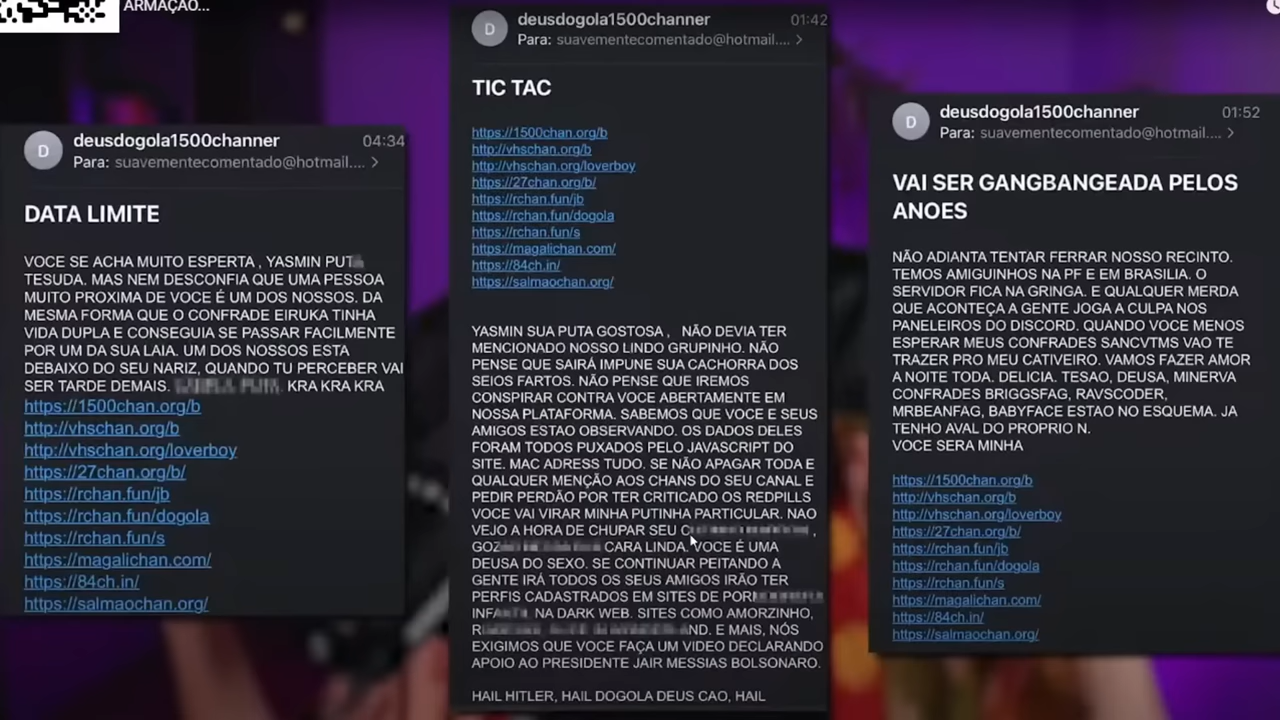 ARMAÇÃO...
D
deusdogola1500channer
04:34
Para: suavementecomentado@hotmail....
DATA LIMITE
VOCE SE ACHA MUITO ESPERTA , YASMIN PUT
TESUDA. MAS NEM DESCONFIA QUE UMA PESSOA
MUITO PROXIMA DE VOCE É UM DOS NOSSOS. DA
MESMA FORMA QUE O CONFRADE EIRUKA TINHA
VIDA DUPLA E CONSEGUIA SE PASSAR FACILMENTE
POR UM DA SUA LAIA. UM DOS NOSSOS ESTA
DEBAIXO DO SEU NARIZ, QUANDO TU PERCEBER VAI
SER TARDE DEMAIS. KRA KRA KRA
https://1500chan.org/b
http://vhschan.org/b
http://vhschan.org/loverboy
https://27chan.org/b/
https://rchan.fun/jb
https://rchan.fun/dogola
https://rchan.fun/s
https://magalichan.com/
https://84ch.in/
https://salmaochan.org/
D
deusdogola1500channer
01:42
Para: suavementecomentado@hotmail....
TIC TAC
https://1500chan.org/b
http://vhschan.org/b
http://vhschan.org/loverboy
https://27chan.org/b/
https://rchan.fun/jb
https://rchan.fun/dogola
https://rchan.fun/s
https://magalichan.com/
https://84ch.in/
https://salmaochan.org/
YASMIN SUA PUTA GOSTOSA , NÃO DEVIA TER
MENCIONADO NOSSO LINDO GRUPINHO. NÃO
PENSE QUE SAIRÁ IMPUNE SUA CACHORRA DOS
SEIOS FARTOS. NÃO PENSE QUE IREMOS
CONSPIRAR CONTRA VOCE ABERTAMENTE EM
NOSSA PLATAFORMA. SABEMOS QUE VOCE E SEUS
AMIGOS ESTAO OBSERVANDO. OS DADOS DELES
FORAM TODOS PUXADOS PELO JAVASCRIPT DO
SITE. MAC ADRESS TUDO. SE NÃO APAGAR TODA E
QUALQUER MENÇÃO AOS CHANS DO SEU CANAL E
PEDIR PERDÃO POR TER CRITICADO OS REDPILLS
VOCE VAI VIRAR MINHA PUTINHA PARTICULAR. NAO
VEJO A HORA DE CHUPAR SEU C ,
GOZ CARA LINDA. VOCE É UMA
DEUSA DO SEXO. SE CONTINUAR PEITANDO A
GENTE IRÁ TODOS OS SEUS AMIGOS IRÃO TER
PERFIS CADASTRADOS EM SITES DE POR
INFA NA DARK WEB. SITES COMO AMORZINHO,
R ND. E MAIS, NÓS
EXIGIMOS QUE VOCE FAÇA UM VIDEO DECLARANDO
APOIO AO PRESIDENTE JAIR MESSIAS BOLSONARO.
HAIL HITLER, HAIL DOGOLA DEUS CAO, HAIL
D
deusdogola1500channer
01:52
Para: suavementecomentado@hotmail....
VAI SER GANGBANGEADA PELOS
ANOES
NÃO ADIANTA TENTAR FERRAR NOSSO RECINTO.
TEMOS AMIGUINHOS NA PF E EM BRASILIA. O
SERVIDOR FICA NA GRINGA. E QUALQUER MERDA
QUE ACONTEÇA A GENTE JOGA A CULPA NOS
PANELEIROS DO DISCORD. QUANDO VOCE MENOS
ESPERAR MEUS CONFRADES SANCVTMS VAO TE
TRAZER PRO MEU CATIVEIRO. VAMOS FAZER AMOR
A NOITE TODA. DELICIA. TESAO, DEUSA, MINERVA
CONFRADES BRIGGSFAG, RAVSCODER,
MRBEANFAG, BABYFACE ESTAO NO ESQUEMA. JA
TENHO AVAL DO PROPRIO N.
VOCE SERA MINHA
https://1500chan.org/b
http://vhschan.org/b
http://vhschan.org/loverboy
https://27chan.org/b/
https://rchan.fun/jb
https://rchan.fun/dogola
https://rchan.fun/s
https://magalichan.com/
https://84ch.in/
https://salmaochan.org/